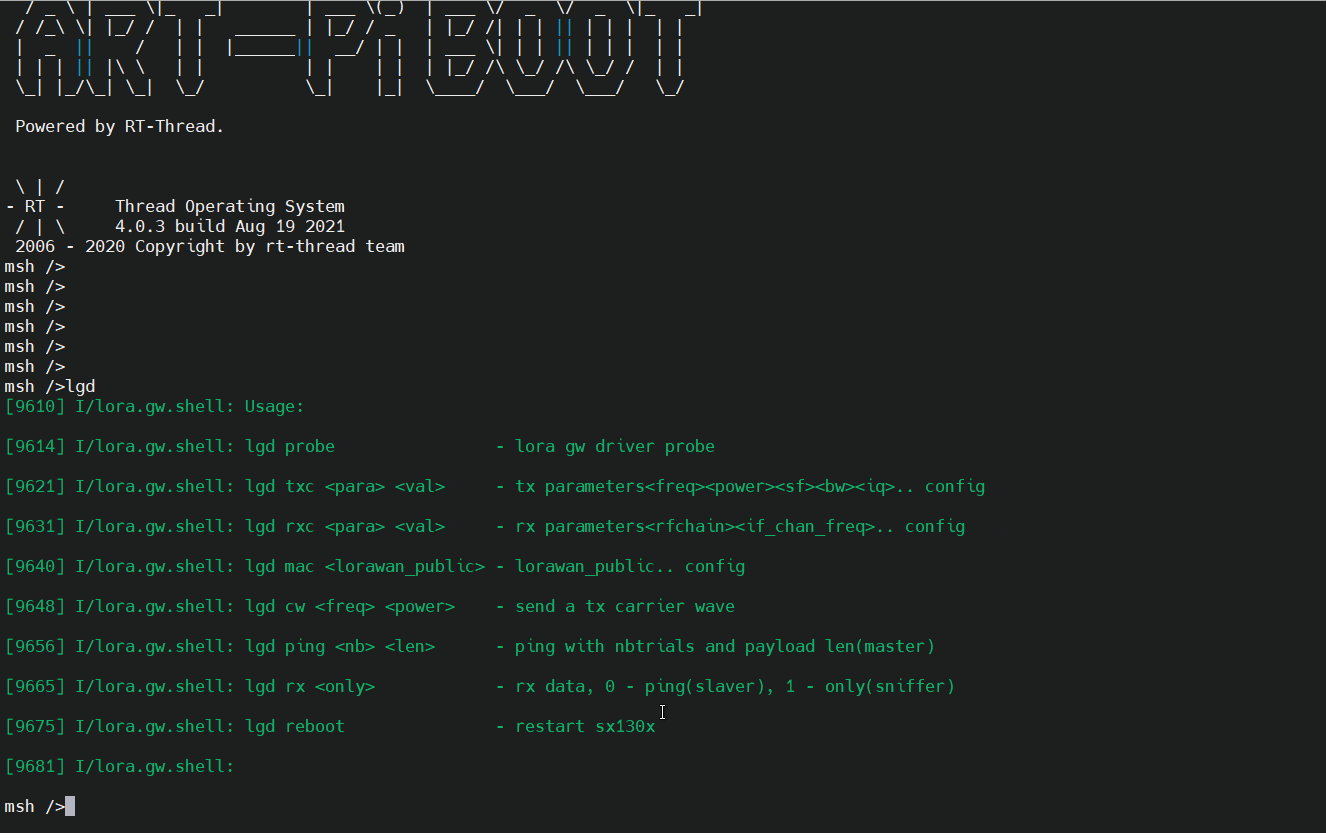 ART-Pi BOOT
Powered by RT-Thread.
\ | /
- RT -     Thread Operating System
/ | \     4.0.3 build Aug 19 2021
2006 - 2020 Copyright by rt-thread team
msh />
msh />
msh />
msh />
msh />
msh />
msh />lgd
[9610] I/lora.gw.shell: Usage:
[9614] I/lora.gw.shell: lgd probe                - lora gw driver probe
[9621] I/lora.gw.shell: lgd txc <para> <val>     - tx parameters<freq><power><sf><bw><iq>.. config
[9631] I/lora.gw.shell: lgd rxc <para> <val>     - rx parameters<rfchain><if_chan_freq>.. config
[9640] I/lora.gw.shell: lgd mac <lorawan_public> - lorawan_public.. config
[9648] I/lora.gw.shell: lgd cw <freq> <power>    - send a tx carrier wave
[9656] I/lora.gw.shell: lgd ping <nb> <len>      - ping with nbtrials and payload len(master)
[9665] I/lora.gw.shell: lgd rx <only>            - rx data, 0 - ping(slaver), 1 - only(sniffer)
[9675] I/lora.gw.shell: lgd reboot               - restart sx130x
[9681] I/lora.gw.shell:
msh />